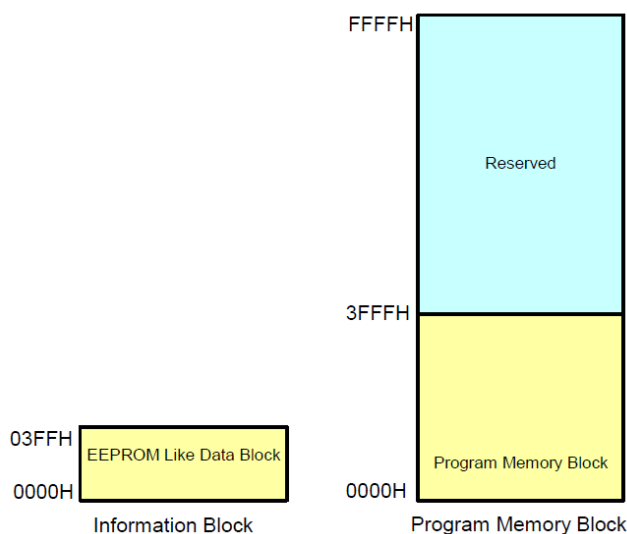 FFFFH
Reserved
3FFFH
03FFH
EEPROM Like Data Block
Program Memory Block
0000H
0000H
Information Block
Program Memory Block